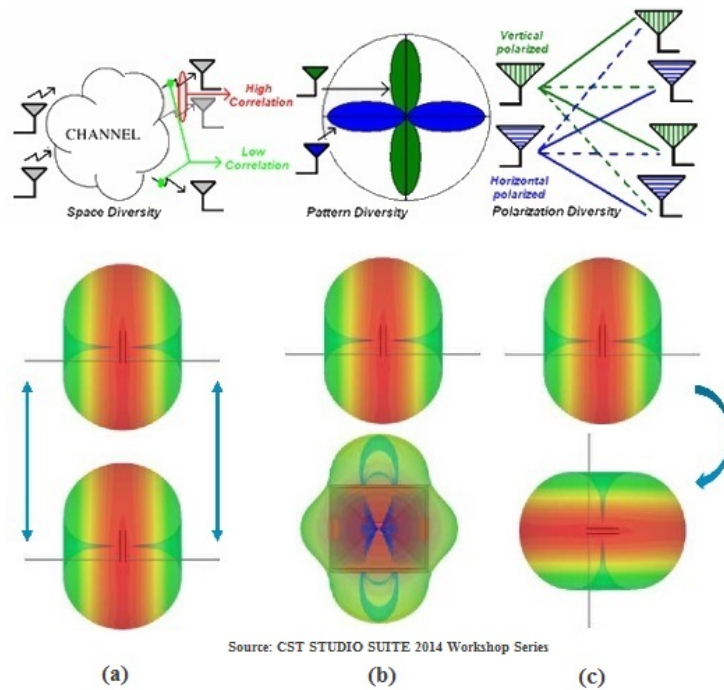 CHANNEL
High
Correlation
Low
Correlation
Space Diversity
Pattern Diversity
Vertical
polarized
Horizontal
polarized
Polarization Diversity
Source: CST STUDIO SUITE 2014 Workshop Series
(a)
(b)
(c)